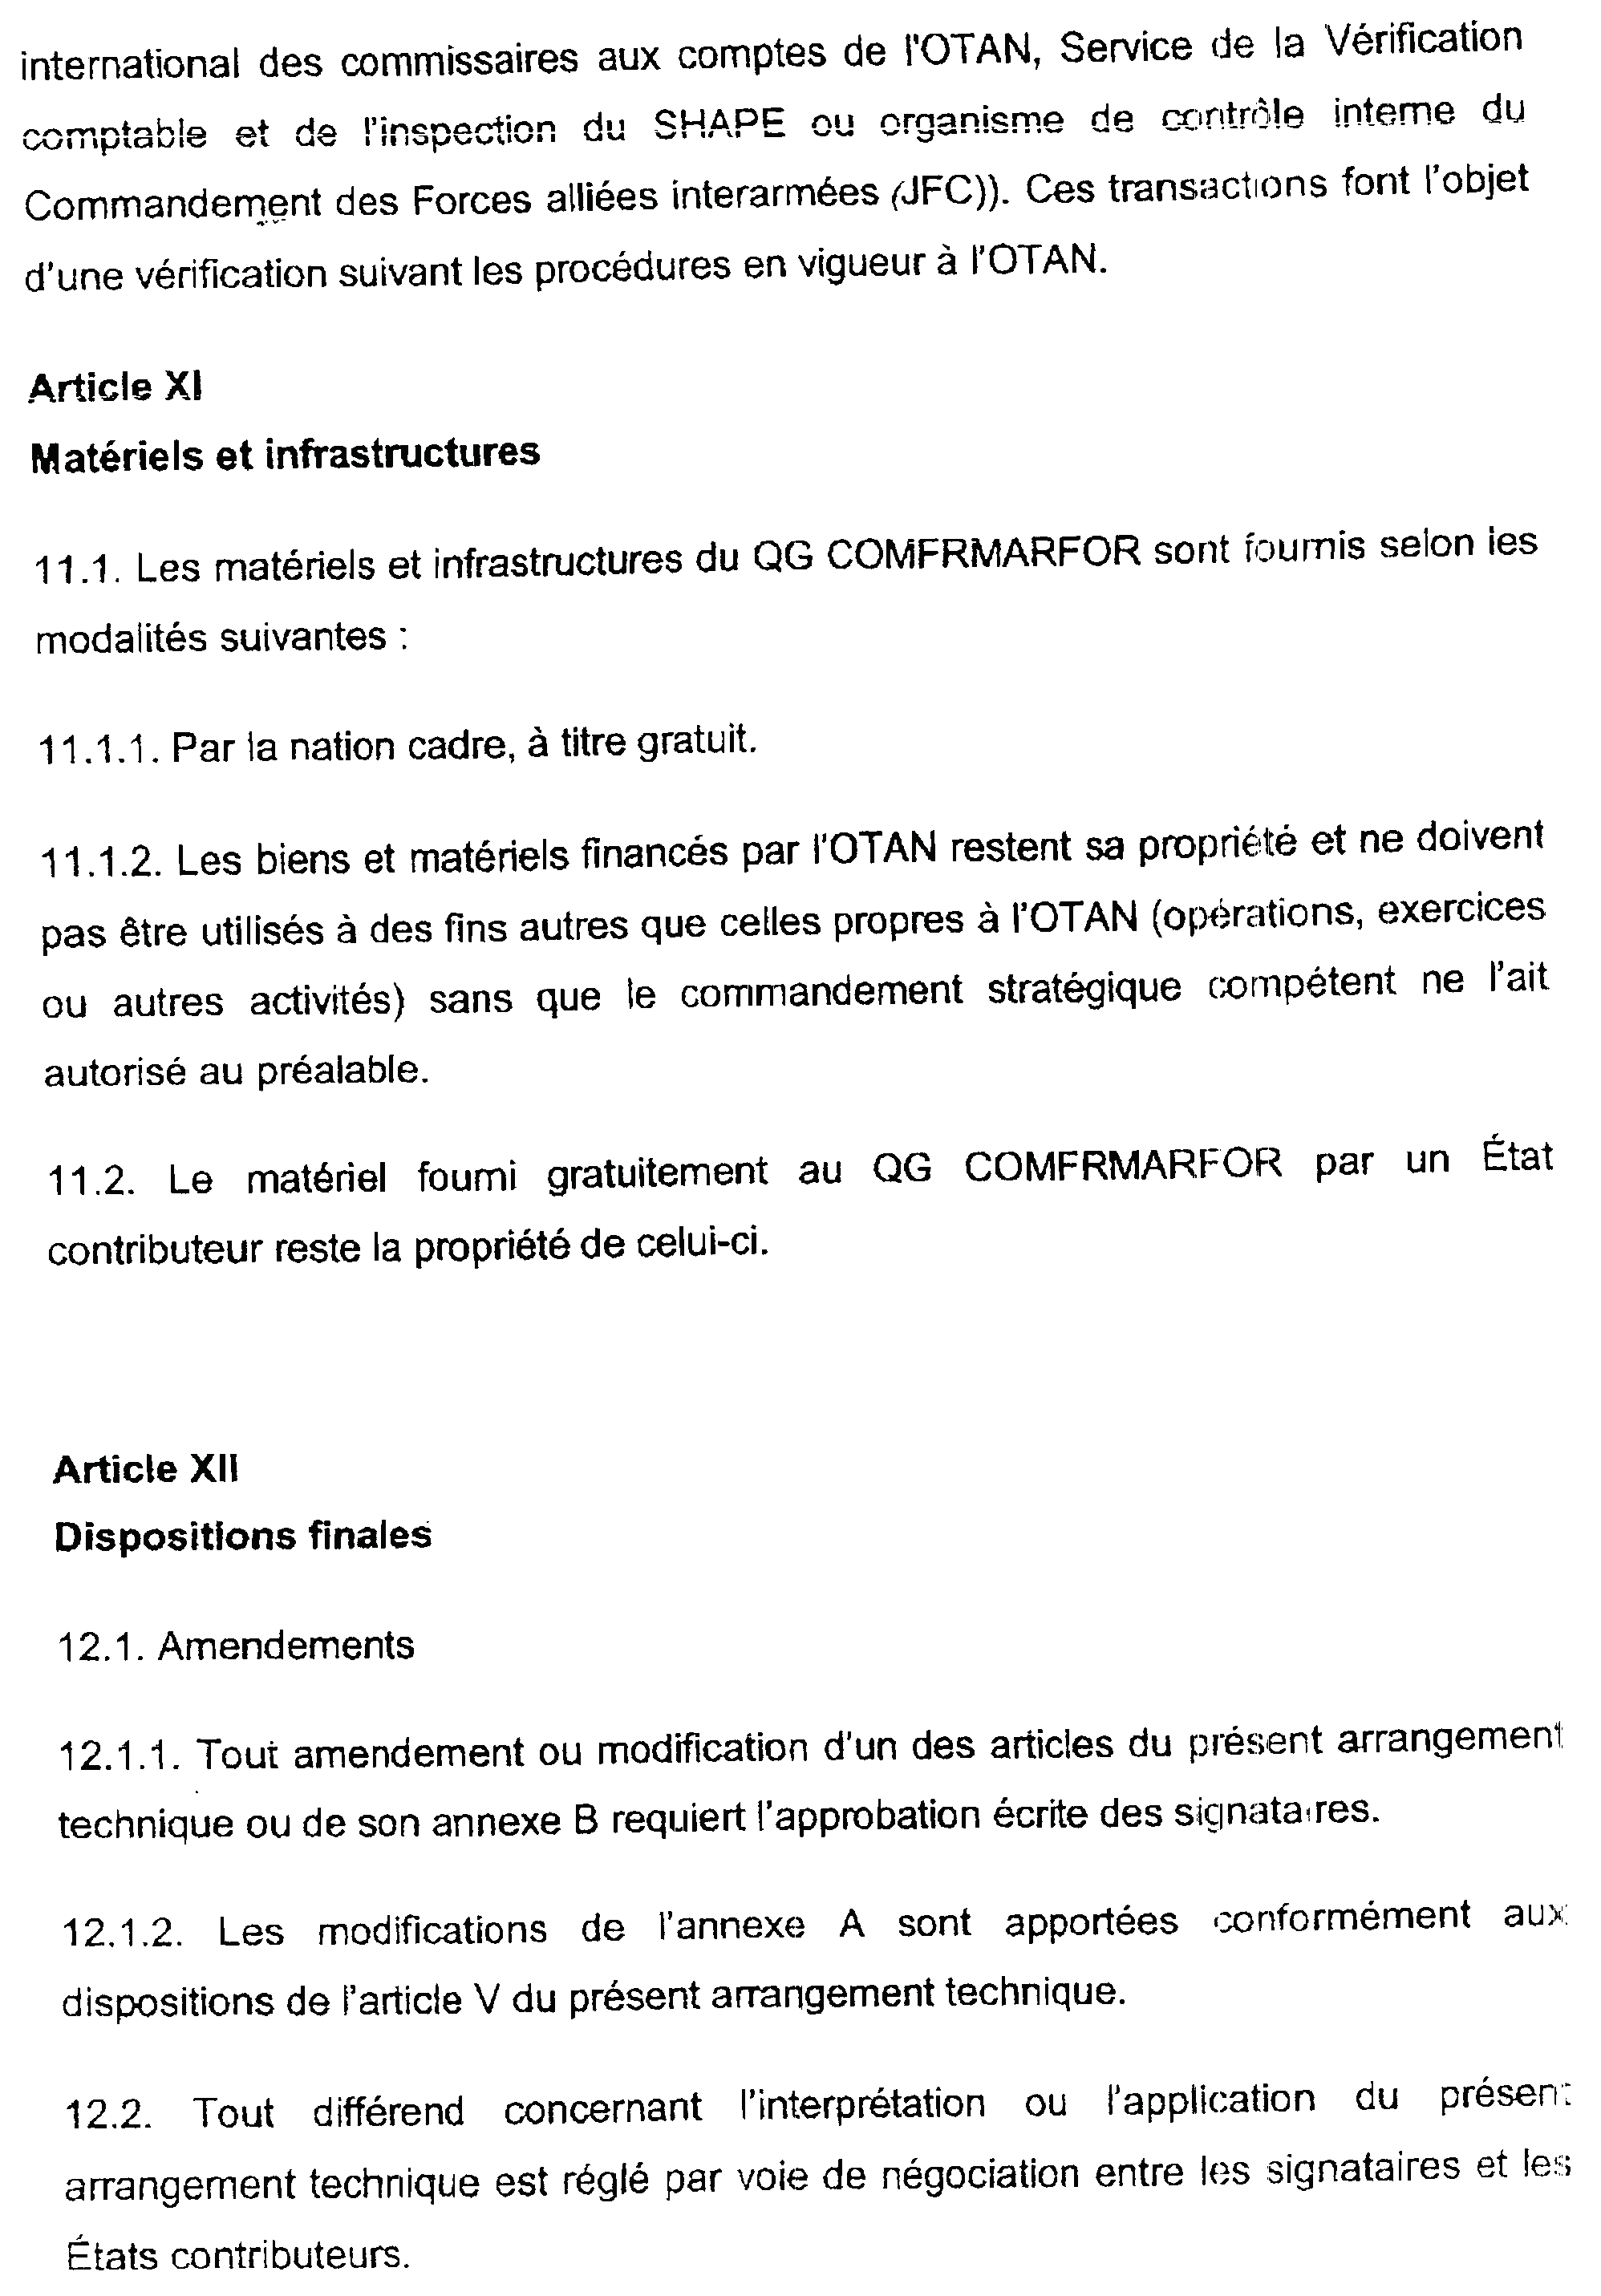 international des commissaires aux comptes de l'OTAN, Service de la Vérification
comptable et de l'inspection du SHAPE ou organisme de contrôle interne du
Commandement des Forces alliées interarmées (JFC)). Ces transactions font l'objet
d'une vérification suivant les procédures en vigueur à l'OTAN.
Article XI
Matériels et infrastructures
11.1. Les matériels et infrastructures du QG COMFRMARFOR sont fournis selon les
modalités suivantes :
11.1.1. Par la nation cadre, à titre gratuit.
11.1.2. Les biens et matériels financés par l'OTAN restent sa propriété et ne doivent
pas être utilisés à des fins autres que celles propres à l'OTAN (opérations, exercices
ou autres activités) sans que le commandement stratégique compétent ne l'ait
autorisé au préalable.
11.2. Le matériel fourni gratuitement au QG COMFRMARFOR par un État
contributeur reste la propriété de celui-ci.
Article XII
Dispositions finales
12.1. Amendements
12.1.1. Tout amendement ou modification d'un des articles du présent arrangement
technique ou de son annexe B requiert l'approbation écrite des signataires.
12.1.2. Les modifications de l'annexe A sont apportées conformément aux
dispositions de l'article V du présent arrangement technique.
12.2. Tout différend concernant l'interprétation ou l'application du présent
arrangement technique est réglé par voie de négociation entre les signataires et les
États contributeurs.